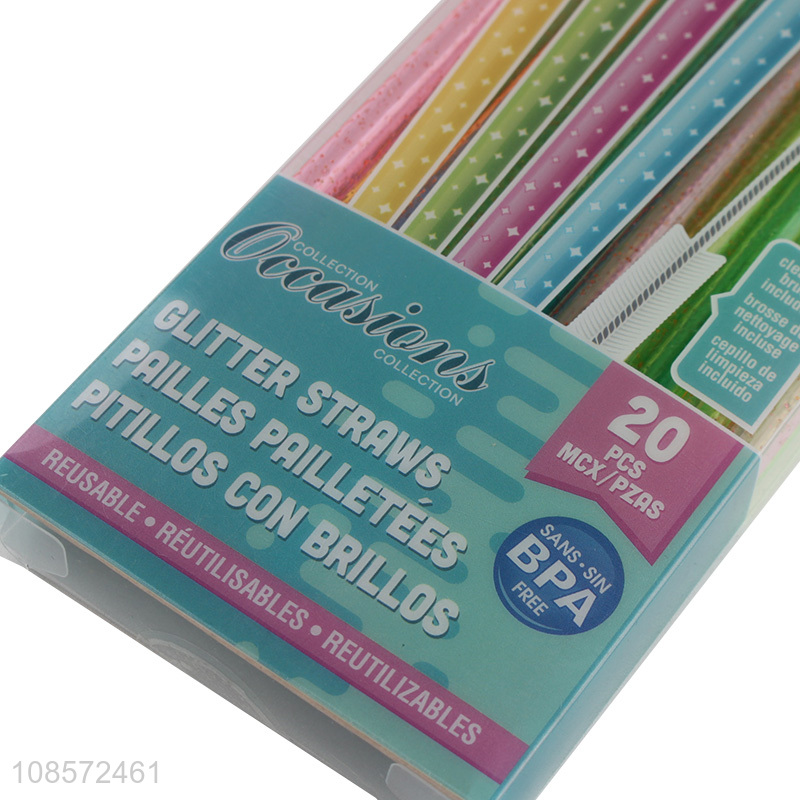 COLLECTION
Occasions
COLLECTION
GLITTER STRAWS
PAILLES PAILLETÉES
PITILLOS CON BRILLOS
REUSABLE • RÉUTILISABLES • REUTILIZABLES
20
PCS
MCX/PZAS
SANS • SIN
BPA
FREE
brosse
nettoyage
incluse
cepillo de
limpieza
incluido
108572461